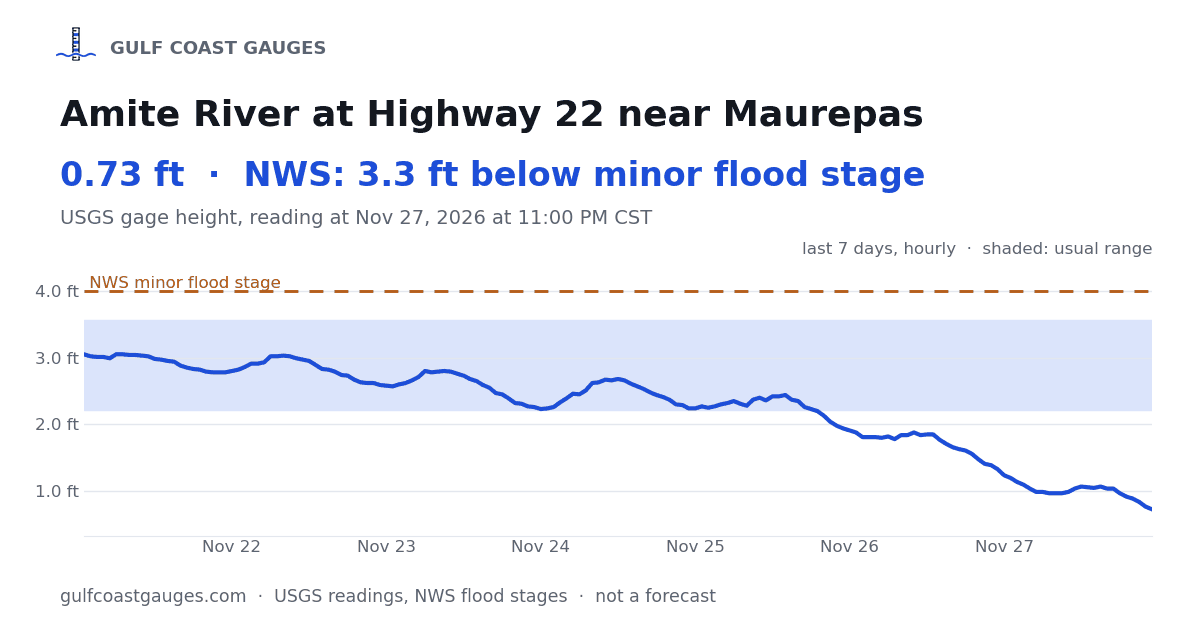 GULF COAST GAUGES
Amite River at Highway 22 near Maurepas
0.73 ft · NWS: 3.3 ft below minor flood stage
USGS gage height, reading at Nov 27, 2026 at 11:00 PM CST
last 7 days, hourly · shaded: usual range
NWS minor flood stage
4.0 ft
3.0 ft
2.0 ft
1.0 ft
Nov 22 Nov 23 Nov 24 Nov 25 Nov 26 Nov 27
gulfcoastgauges.com · USGS readings, NWS flood stages · not a forecast